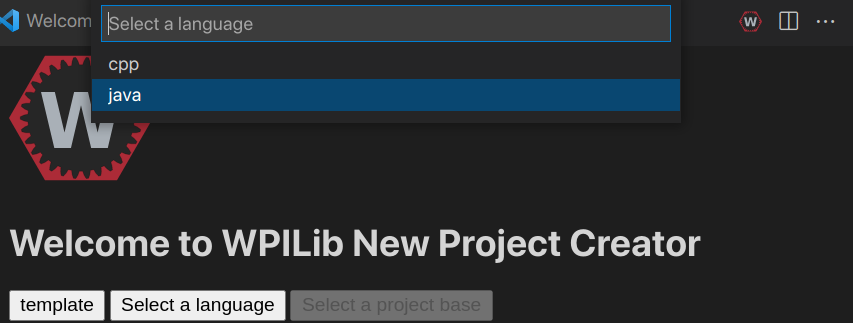 Welcom
Select a language
cpp
java
W
Welcome to WPILib New Project Creator
template Select a language Select a project base